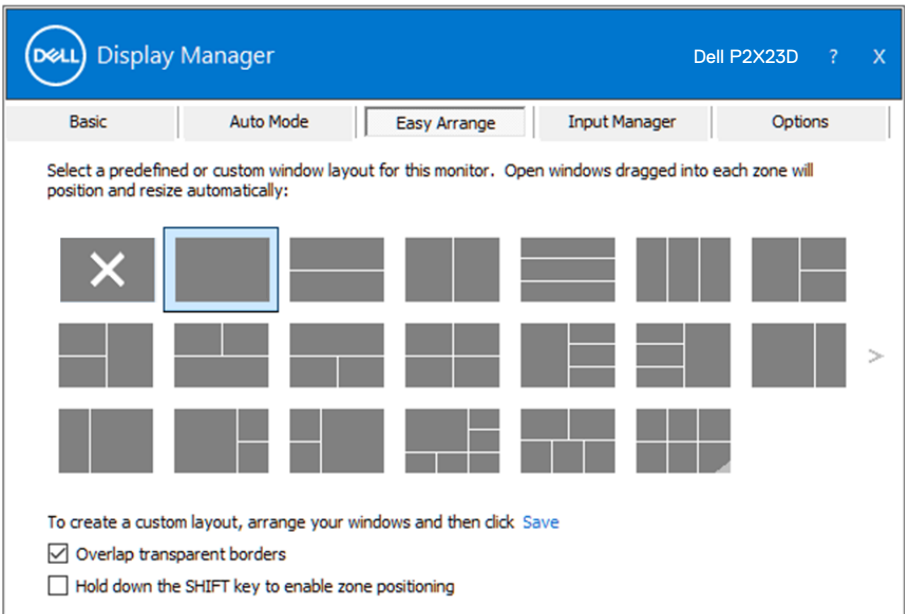 DELL Display Manager Dell P2X23D ? X
Basic Auto Mode Easy Arrange Input Manager Options
Select a predefined or custom window layout for this monitor. Open windows dragged into each zone will
position and resize automatically:
>
To create a custom layout, arrange your windows and then click Save
Overlap transparent borders
Hold down the SHIFT key to enable zone positioning